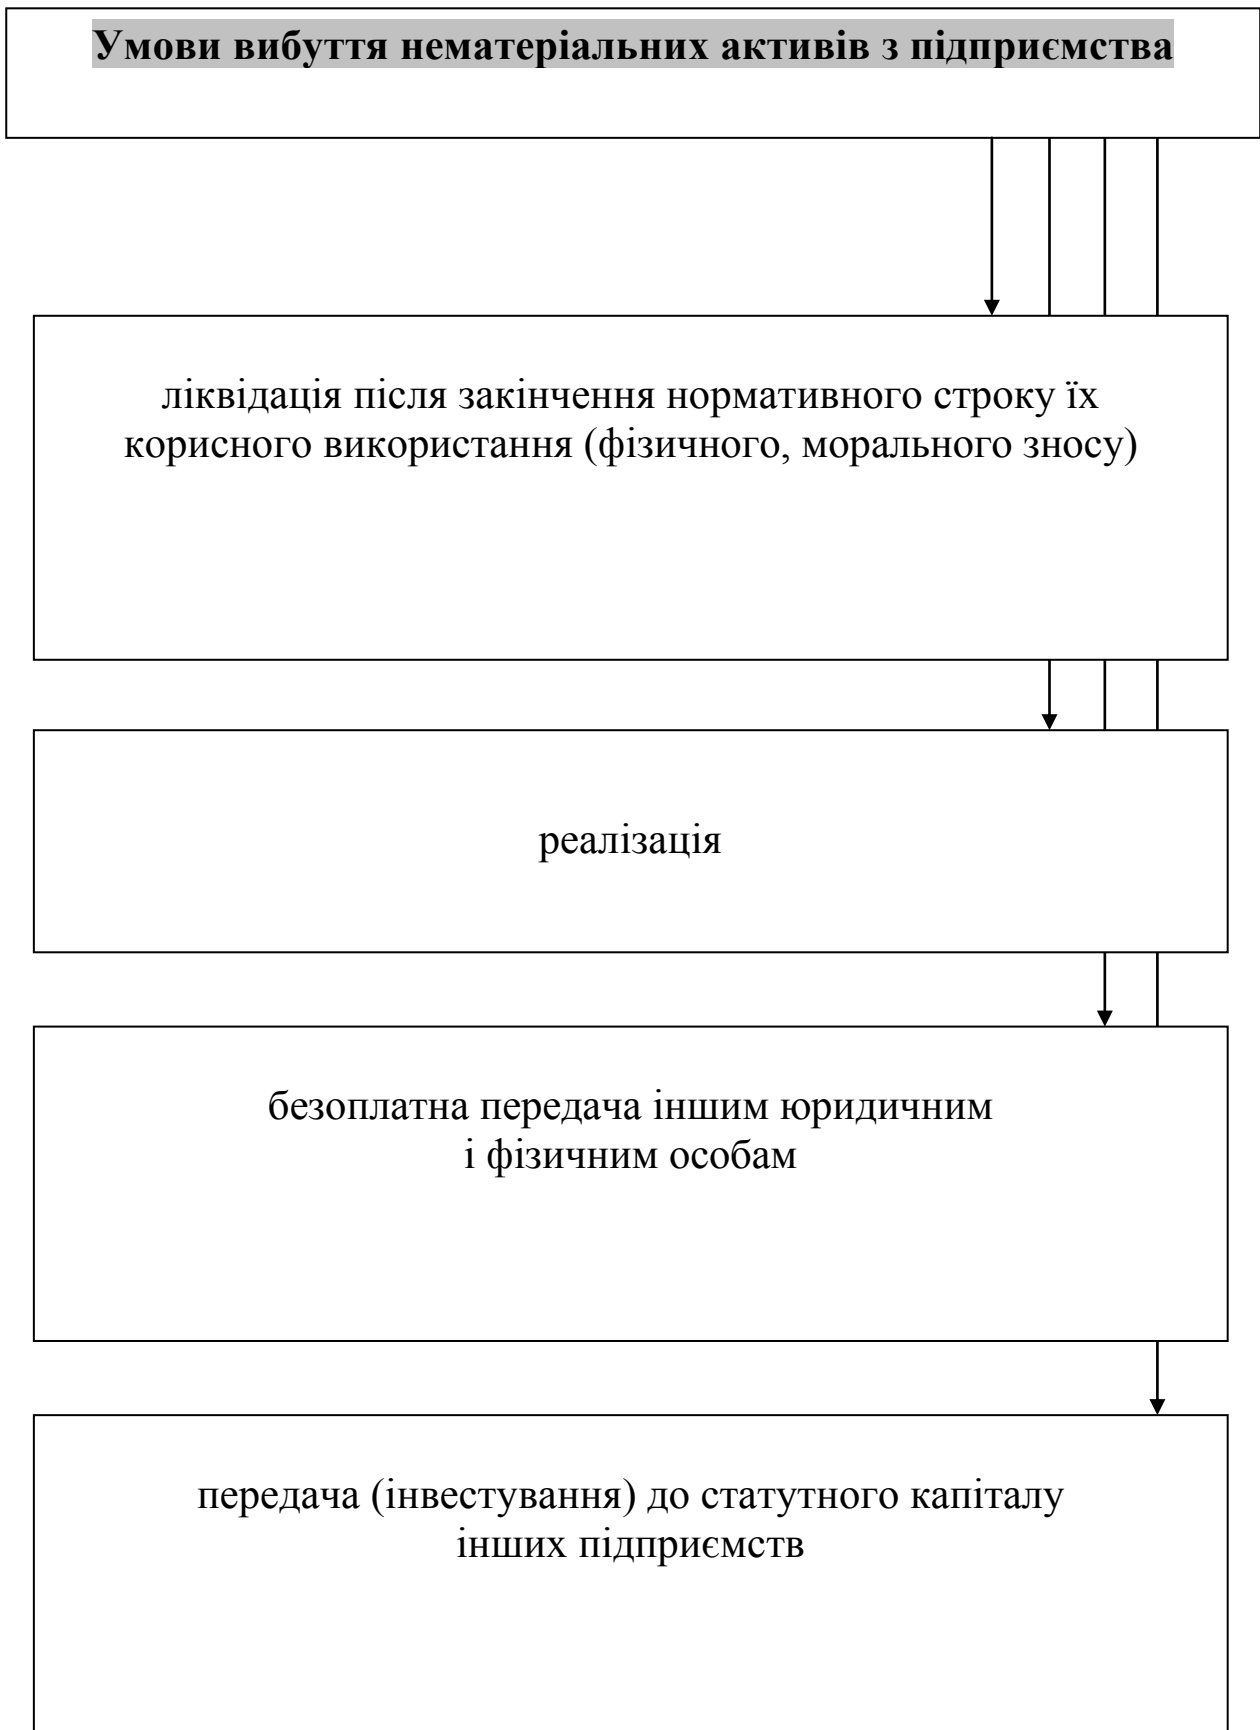 Умови вибуття нематеріальних активів з підприємства
ліквідація після закінчення нормативного строку їх
корисного використання (фізичного, морального зносу)
реалізація
безоплатна передача іншим юридичним
і фізичним особам
передача (інвестування) до статутного капіталу
інших підприємств